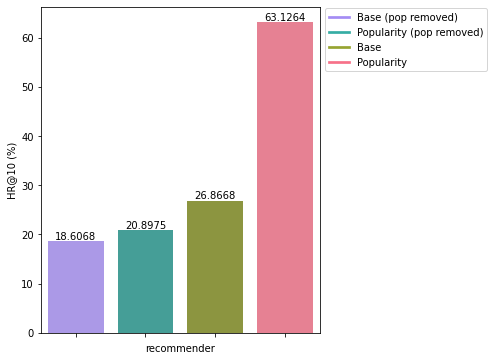 63.1264
26.8668
20.8975
18.6068
60
50
40
30
20
10
0
HR@10 (%)
recommender
Base (pop removed)
Popularity (pop removed)
Base
Popularity